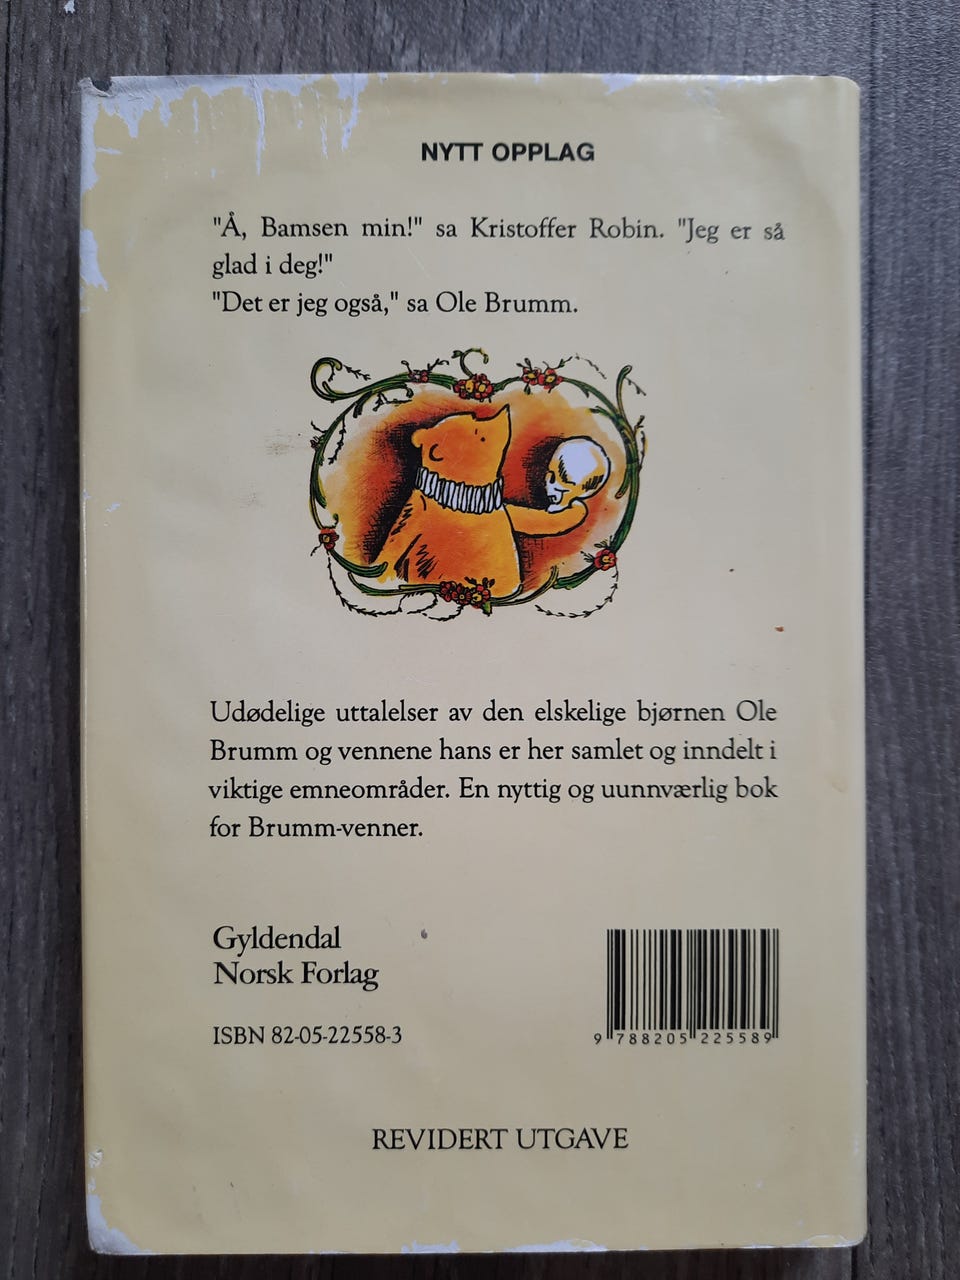 NYTT OPPLAG
"Å, Bamsen min!" sa Kristoffer Robin. "Jeg er så
glad i deg!"
"Det er jeg også," sa Ole Brumm.
Udødelige uttalelser av den elskelige bjørnen Ole
Brumm og vennene hans er her samlet og inndelt i
viktige emneområder. En nyttig og uunnværlig bok
for Brumm-venner.
Gyldendal
Norsk Forlag
ISBN 82-05-22558-3
9 788205 225589
REVIDERT UTGAVE